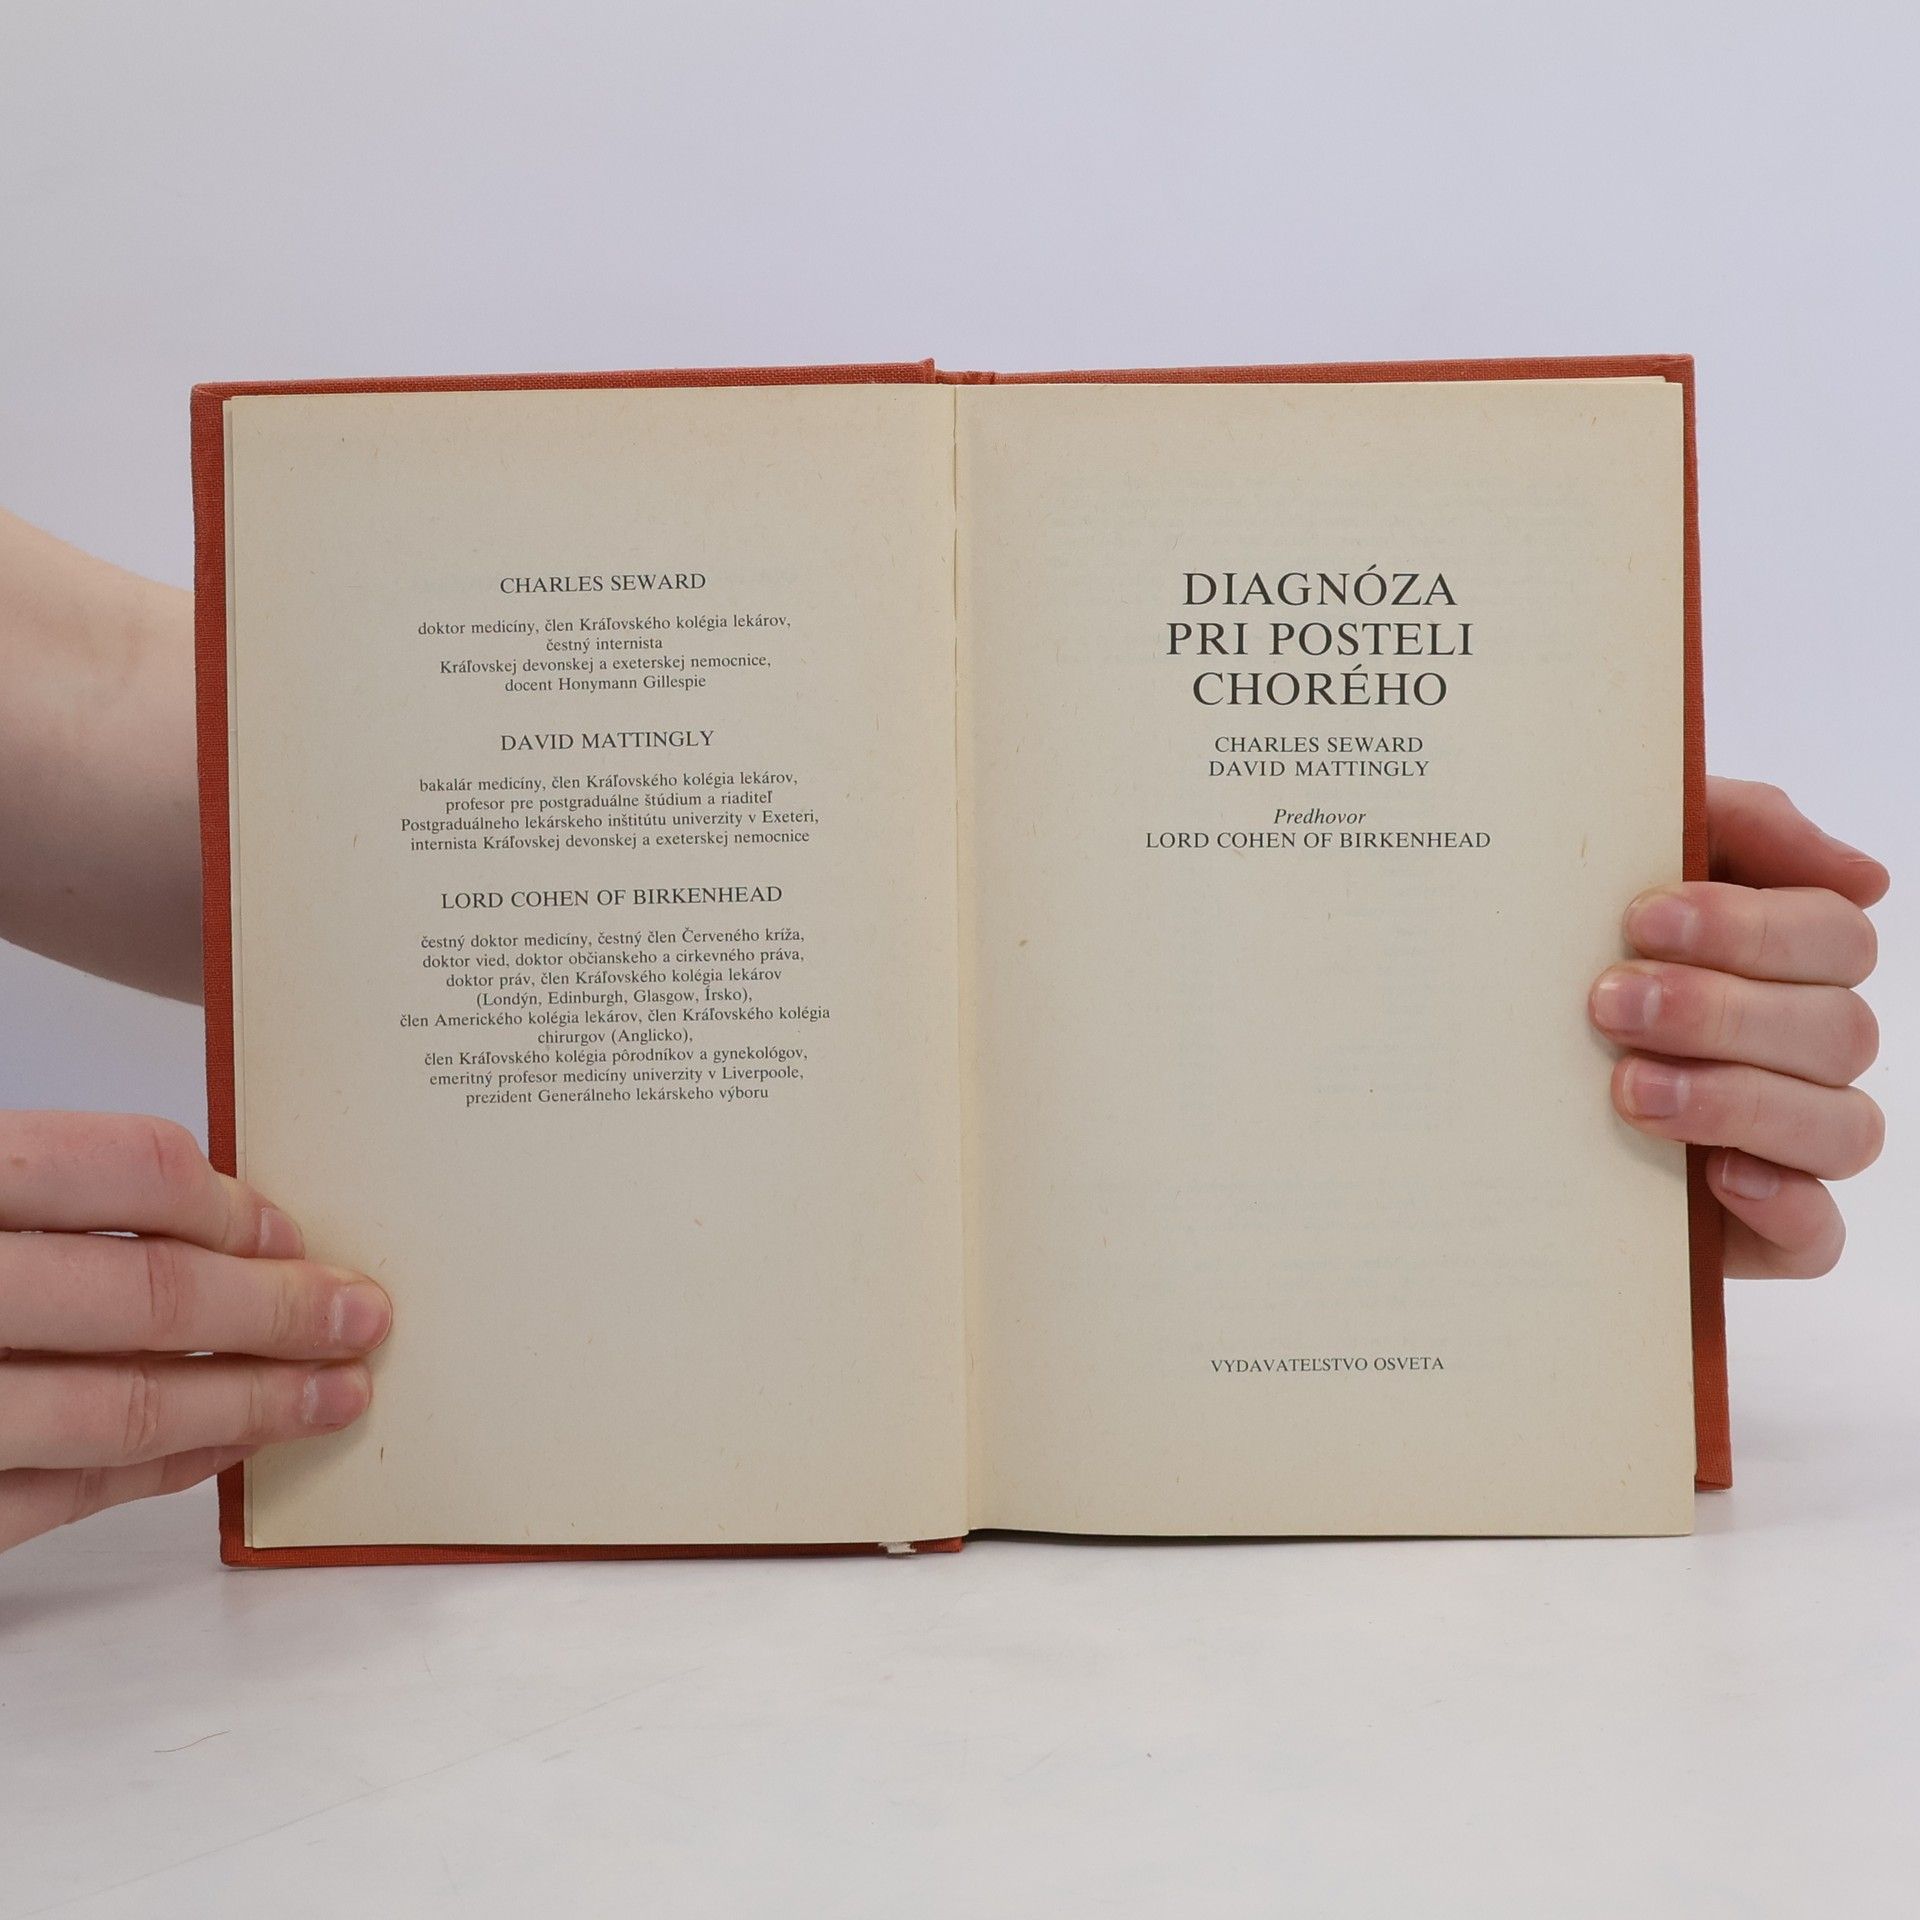 CHARLES SEWARD
doktor medicíny, člen Kráľovského kolégia lekárov,
čestný internista
Kráľovskej devonskej a exeterskej nemocnice,
docent Honymann Gillespie
DAVID MATTINGLY
bakalár medicíny, člen Kráľovského kolégia lekárov,
profesor pre postgraduálne štúdium a riaditeľ
Postgraduálneho lekárskeho inštitútu univerzity v Exeteri,
internista Kráľovskej devonskej a exeterskej nemocnice
LORD COHEN OF BIRKENHEAD
čestný doktor medicíny, čestný člen Červeného kríža,
doktor vied, doktor občianskeho a cirkevného práva,
doktor práv, člen Kráľovského kolégia lekárov
(Londýn, Edinburgh, Glasgow, Írsko),
člen Amerického kolégia lekárov, člen Kráľovského kolégia
chirurgov (Anglicko),
člen Kráľovského kolégia pôrodníkov a gynekológov,
emeritný profesor medicíny univerzity v Liverpoole,
prezident Generálneho lekárskeho výboru
DIAGNÓZA
PRI POSTELI
CHORÉHO
CHARLES SEWARD
DAVID MATTINGLY
Predhovor
LORD COHEN OF BIRKENHEAD
VYDAVATEĽSTVO OSVETA